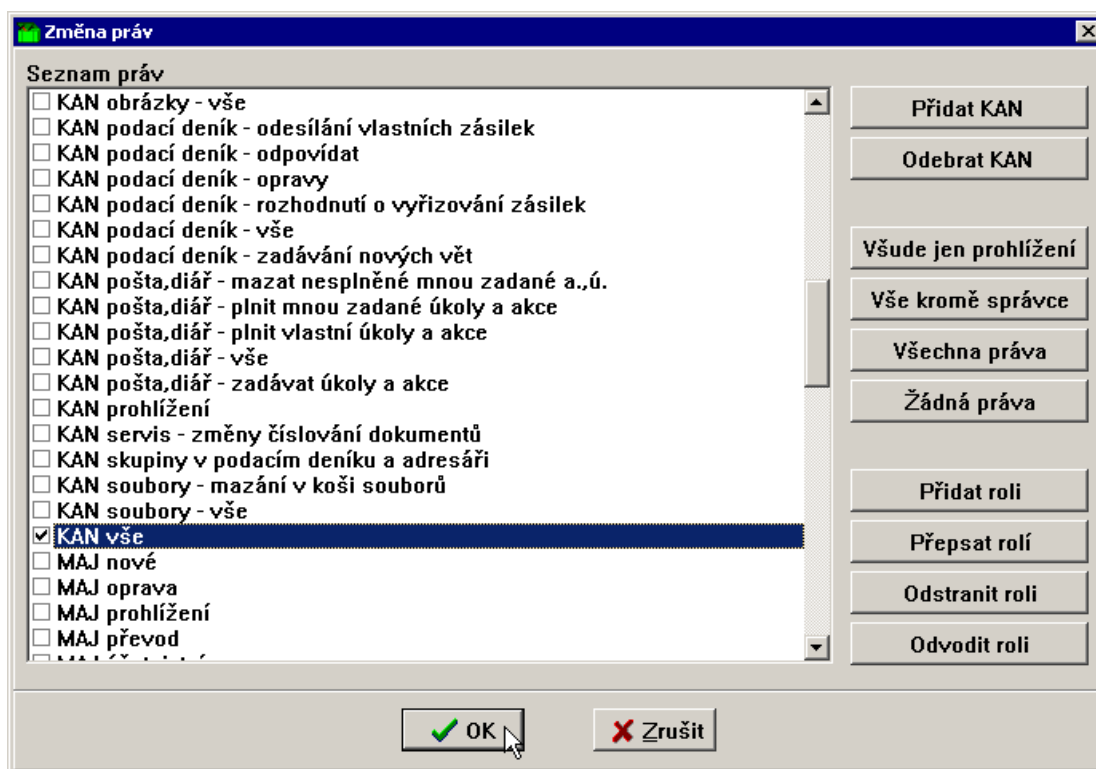 Změna práv
Seznam práv
KAN obrázky - vše
KAN podací deník - odesílání vlastních zásilek
KAN podací deník - odpovídat
KAN podací deník - opravy
KAN podací deník - rozhodnutí o vyřizování zásilek
KAN podací deník - vše
KAN podací deník - zadávání nových vět
KAN pošta,diář - mazat nesplněné mnou zadané a.,ú.
KAN pošta,diář - plnit mnou zadané úkoly a akce
KAN pošta,diář - plnit vlastní úkoly a akce
KAN pošta,diář - vše
KAN pošta,diář - zadávat úkoly a akce
KAN prohlížení
KAN servis - změny číslování dokumentů
KAN skupiny v podacím deníku a adresáři
KAN soubory - mazání v koši souborů
KAN soubory - vše
KAN vše
MAJ nové
MAJ oprava
MAJ prohlížení
MAJ převod
Přidat KAN
Odebrat KAN
Všude jen prohlížení
Vše kromě správce
Všechna práva
Žádná práva
Přidat roli
Přepsat rolí
Odstranit roli
Odvodit roli
OK
Zrušit